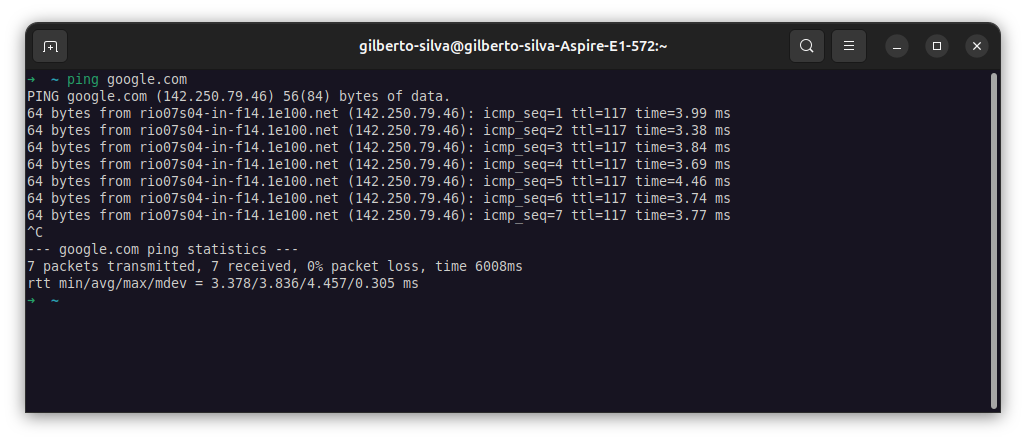 gilberto-silva@gilberto-silva-Aspire-E1-572:~
➜  ~ ping google.com
PING google.com (142.250.79.46) 56(84) bytes of data.
64 bytes from rio07s04-in-f14.1e100.net (142.250.79.46): icmp_seq=1 ttl=117 time=3.99 ms
64 bytes from rio07s04-in-f14.1e100.net (142.250.79.46): icmp_seq=2 ttl=117 time=3.38 ms
64 bytes from rio07s04-in-f14.1e100.net (142.250.79.46): icmp_seq=3 ttl=117 time=3.84 ms
64 bytes from rio07s04-in-f14.1e100.net (142.250.79.46): icmp_seq=4 ttl=117 time=3.69 ms
64 bytes from rio07s04-in-f14.1e100.net (142.250.79.46): icmp_seq=5 ttl=117 time=4.46 ms
64 bytes from rio07s04-in-f14.1e100.net (142.250.79.46): icmp_seq=6 ttl=117 time=3.74 ms
64 bytes from rio07s04-in-f14.1e100.net (142.250.79.46): icmp_seq=7 ttl=117 time=3.77 ms
^C
--- google.com ping statistics ---
7 packets transmitted, 7 received, 0% packet loss, time 6008ms
rtt min/avg/max/mdev = 3.378/3.836/4.457/0.305 ms
➜  ~